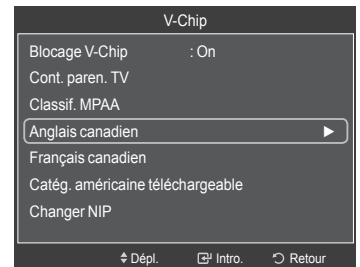 V-Chip
Blocage V-Chip : On
Cont. paren. TV
Classif. MPAA
Anglais canadien
Français canadien
Catég. américaine téléchargeable
Changer NIP
Dépl. Intro. Retour